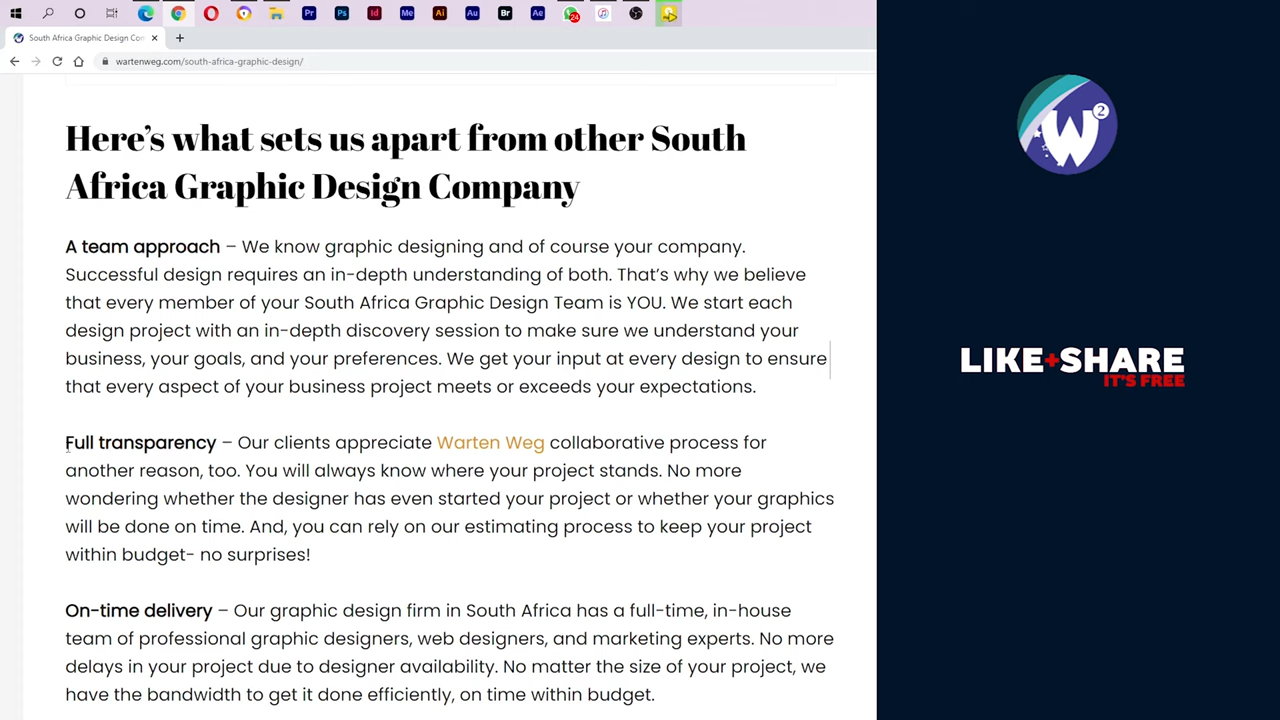 Pr
Ps
Id
Me
Ai
Au
Br
Ae
24
South Africa Graphic Design Con
wartenweg.com/south-africa-graphic-design/
Here's what sets us apart from other South
Africa Graphic Design Company
A team approach – We know graphic designing and of course your company.
Successful design requires an in-depth understanding of both. That's why we believe
that every member of your South Africa Graphic Design Team is YOU. We start each
design project with an in-depth discovery session to make sure we understand your
business, your goals, and your preferences. We get your input at every design to ensure
that every aspect of your business project meets or exceeds your expectations.
Full transparency – Our clients appreciate Warten Weg collaborative process for
another reason, too. You will always know where your project stands. No more
wondering whether the designer has even started your project or whether your graphics
will be done on time. And, you can rely on our estimating process to keep your project
within budget- no surprises!
On-time delivery – Our graphic design firm in South Africa has a full-time, in-house
team of professional graphic designers, web designers, and marketing experts. No more
delays in your project due to designer availability. No matter the size of your project, we
have the bandwidth to get it done efficiently, on time within budget.
W 2
LIKE+SHARE
IT'S FREE